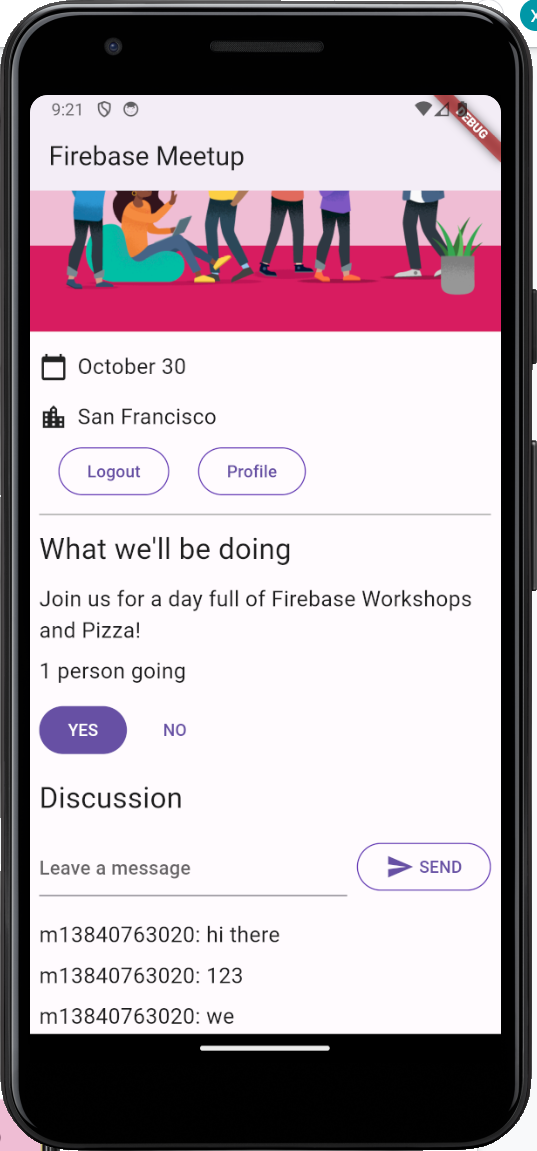 9:21
Firebase Meetup
October 30
San Francisco
Logout
Profile
What we'll be doing
Join us for a day full of Firebase Workshops
and Pizza!
1 person going
YES
NO
Discussion
Leave a message
SEND
m13840763020: hi there
m13840763020: 123
m13840763020: we